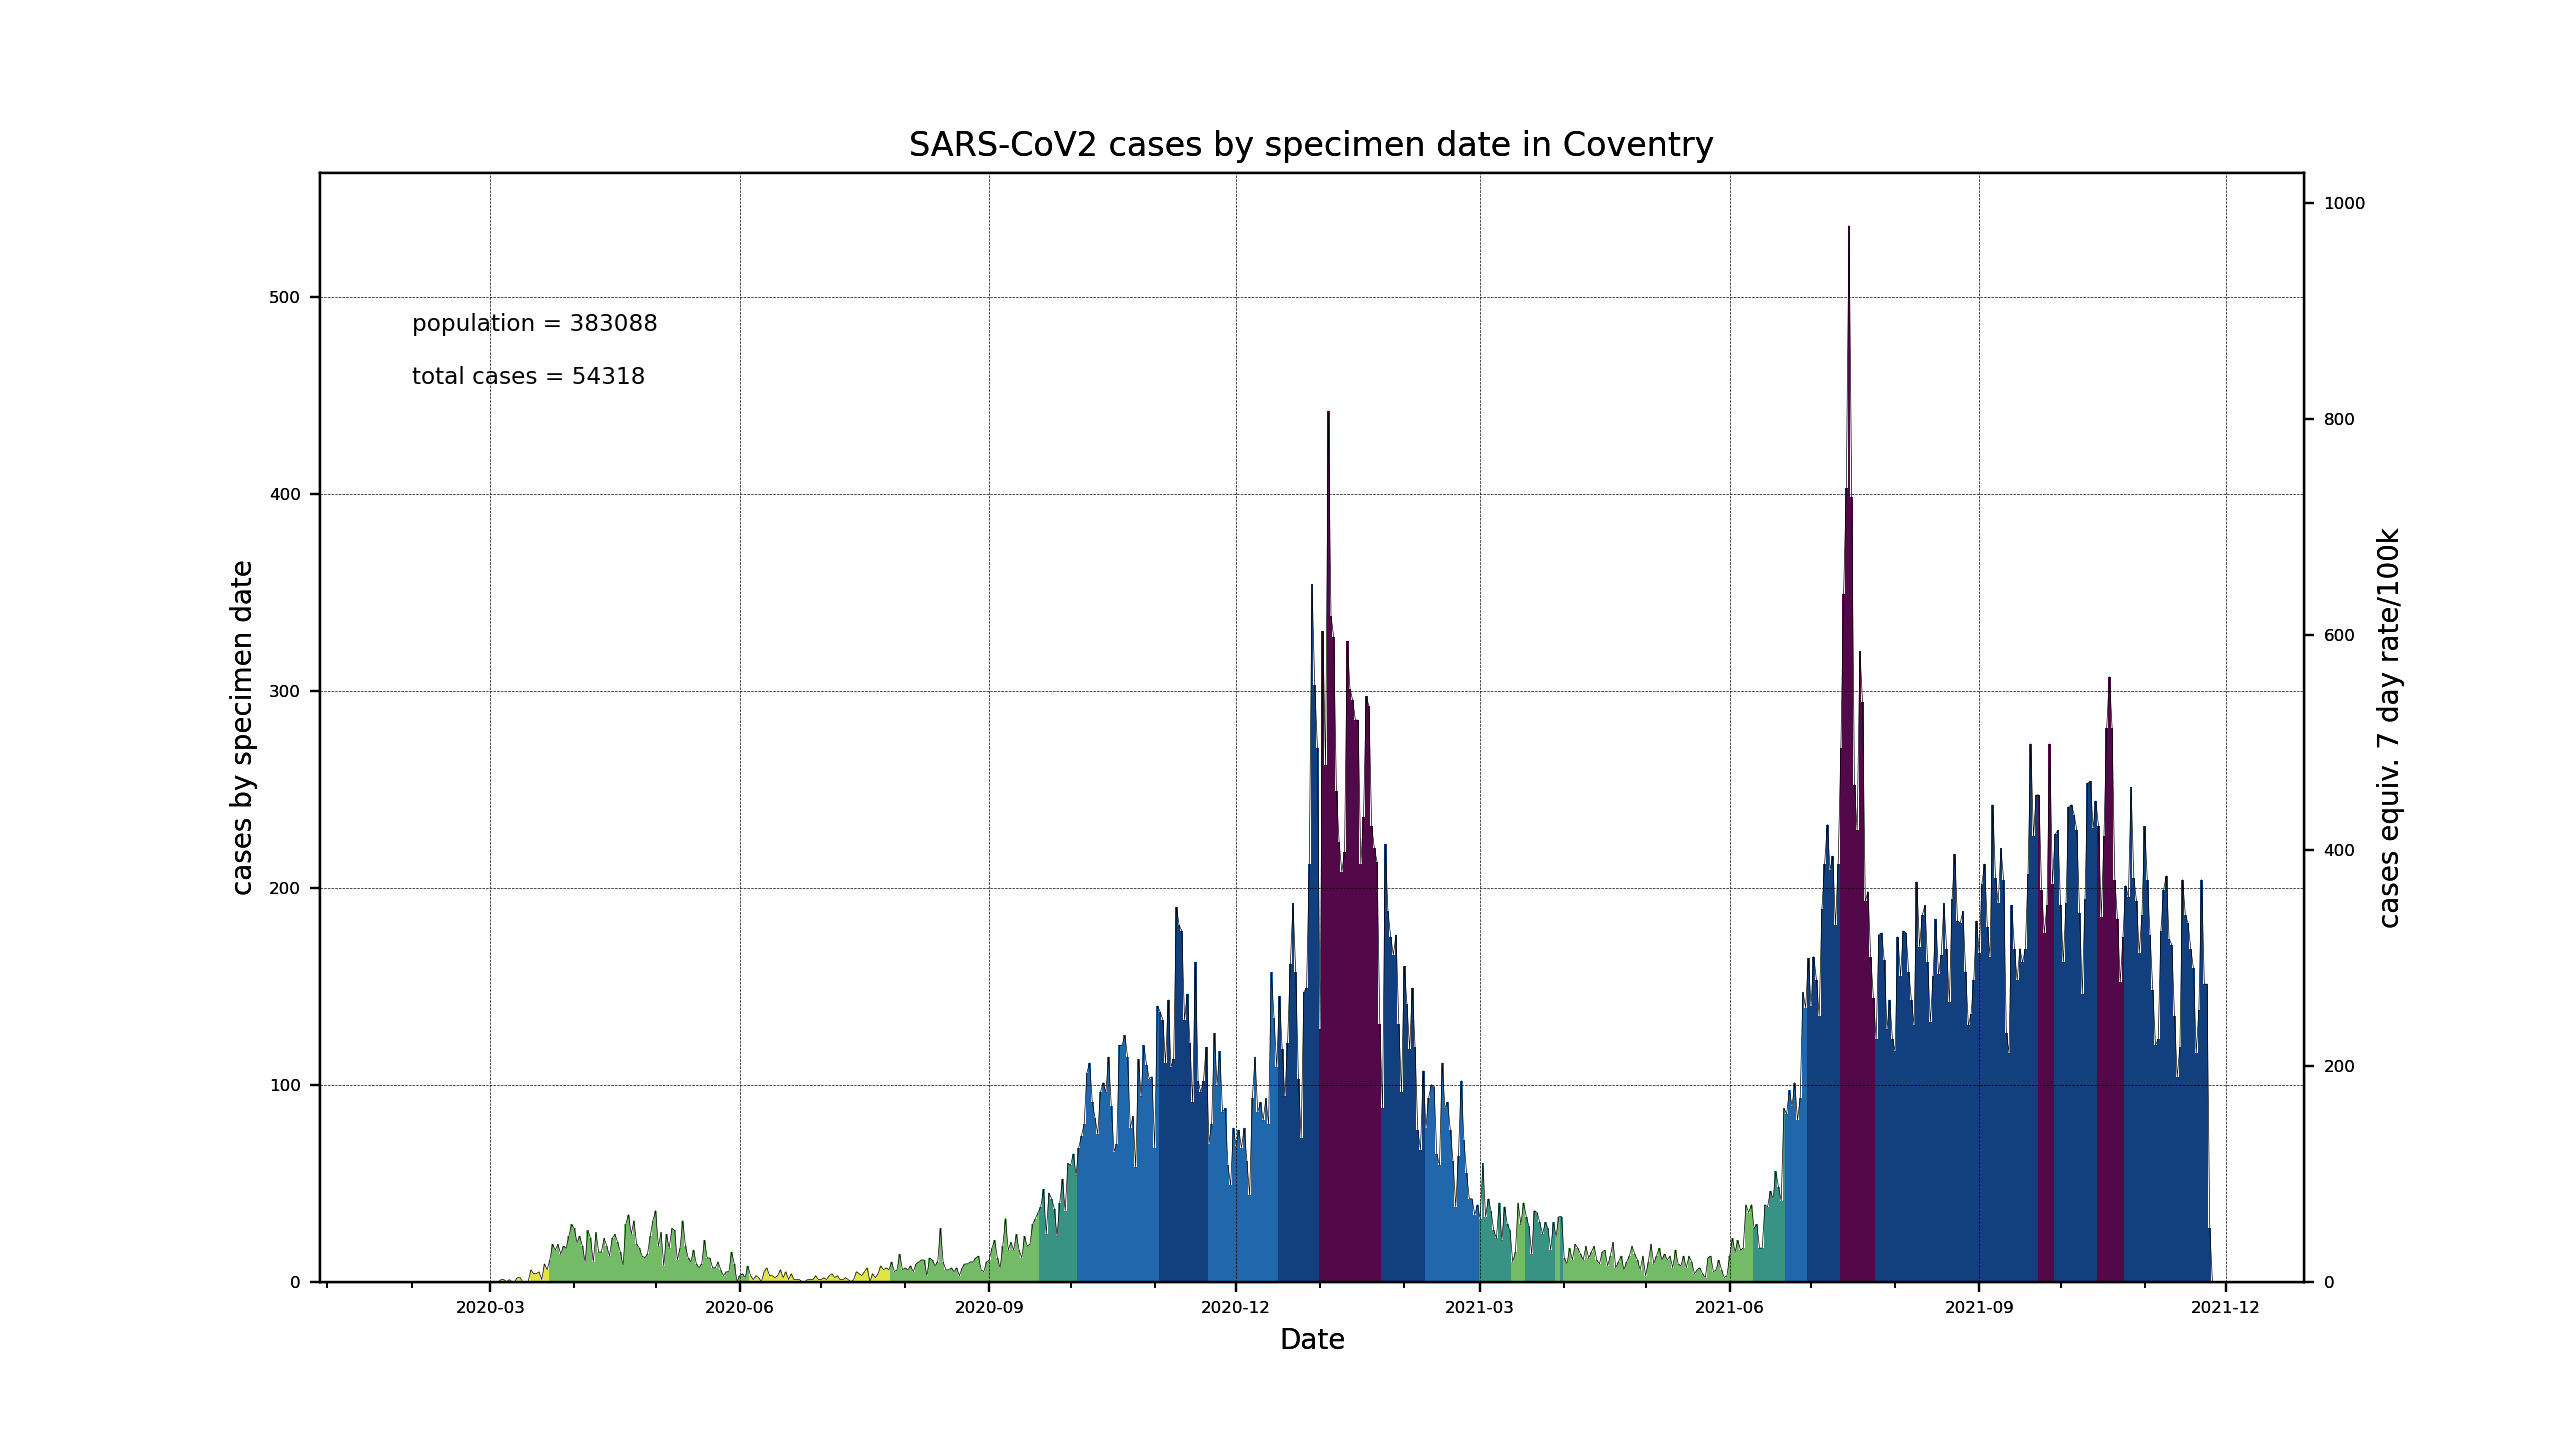 SARS-CoV2 cases by specimen date in Coventry
population = 383088
total cases = 54318
cases by specimen date
500
400
300
200
100
0
cases equiv. 7 day rate/100k
1000
800
600
400
200
0
2020-03 2020-06 2020-09 2020-12 2021-03 2021-06 2021-09 2021-12
Date